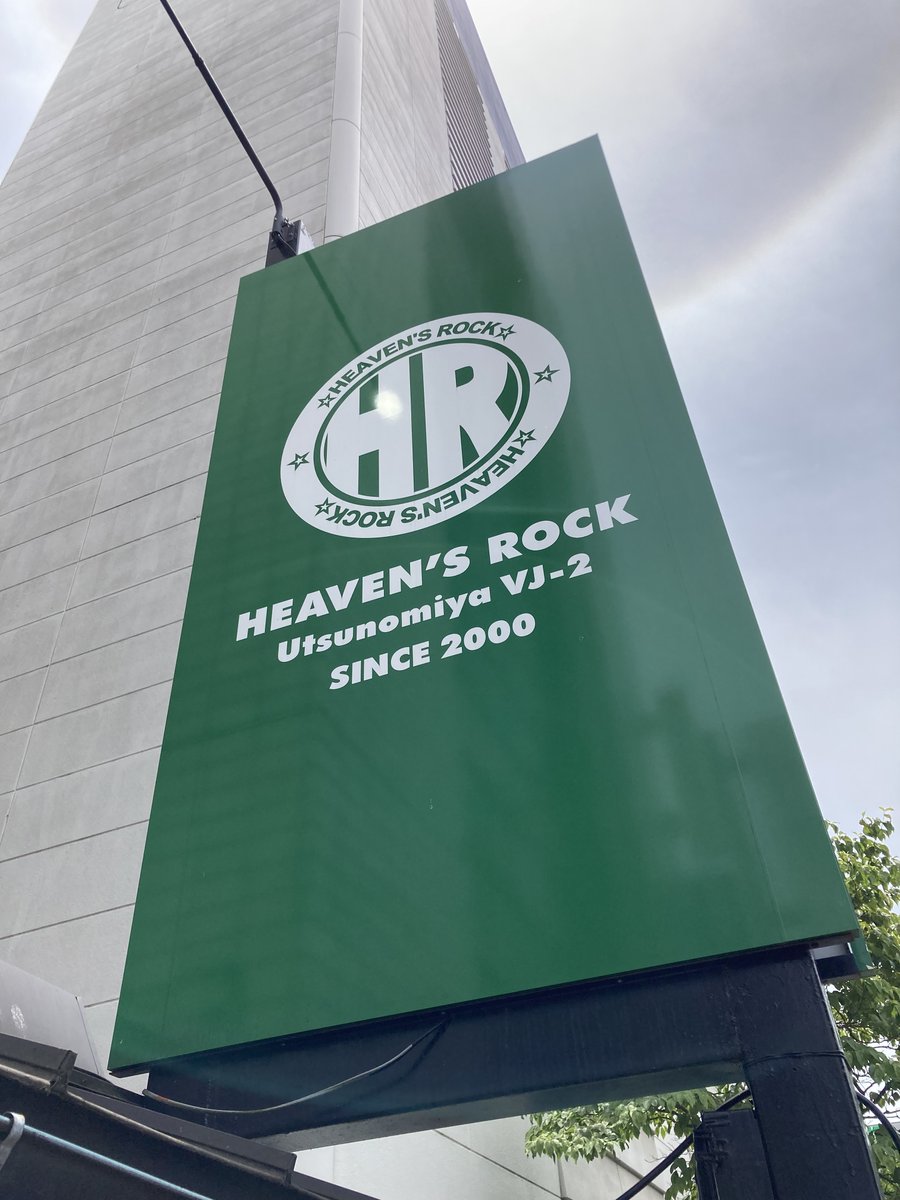 ☆HEAVEN'S ROCK☆
HR
☆HEAVEN'S ROCK☆
HEAVEN'S ROCK
Utsunomiya VJ-2
SINCE 2000